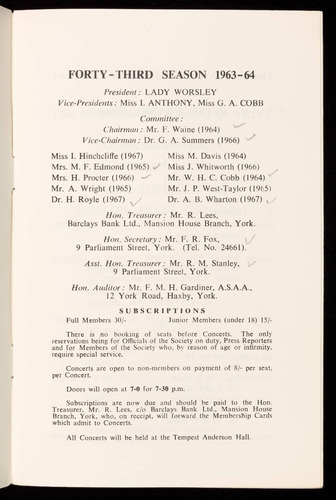 FORTY-THIRD SEASON 1963-64
President: LADY WORSLEY
Vice-Presidents: Miss I. ANTHONY, Miss G. A. COBB
Committee:
Chairman: Mr. F. Waine (1964)
Vice-Chairman: Dr. G. A. Summers (1966)
Miss I. Hinchcliffe (1967) Miss M. Davis (1964)
Mrs. M. F. Edmond (1965) Miss J. Whitworth (1966)
Mrs. H. Procter (1966) Mr. W. H. C. Cobb (1964)
Mr. A. Wright (1965) Mr. J. P. West-Taylor (1965)
Dr. H. Royle (1967) Dr. A. B. Wharton (1967)
Hon. Treasurer: Mr. R. Lees,
Barclays Bank Ltd., Mansion House Branch, York.
Hon. Secretary: Mr. F. R. Fox,
9 Parliament Street, York. (Tel. No. 24661).
Asst. Hon. Treasurer: Mr. R. M. Stanley,
9 Parliament Street, York.
Hon. Auditor: Mr. F. M. H. Gardiner, A.S.A.A.,
12 York Road, Haxby, York.
SUBSCRIPTIONS
Full Members 30/- Junior Members (under 18) 15/-
There is no booking of seats before Concerts. The only
reservations being for Officials of the Society on duty, Press Reporters
and for Members of the Society who, by reason of age or infirmity,
require special service.
Concerts are open to non-members on payment of 8/- per seat,
per Concert.
Doors will open at 7-0 for 7-30 p.m.
Subscriptions are now due and should be paid to the Hon.
Treasurer, Mr. R. Lees, c/o Barclays Bank Ltd., Mansion House
Branch, York, who, on receipt, will forward the Membership Cards
which admit to Concerts.
All Concerts will be held at the Tempest Anderson Hall.